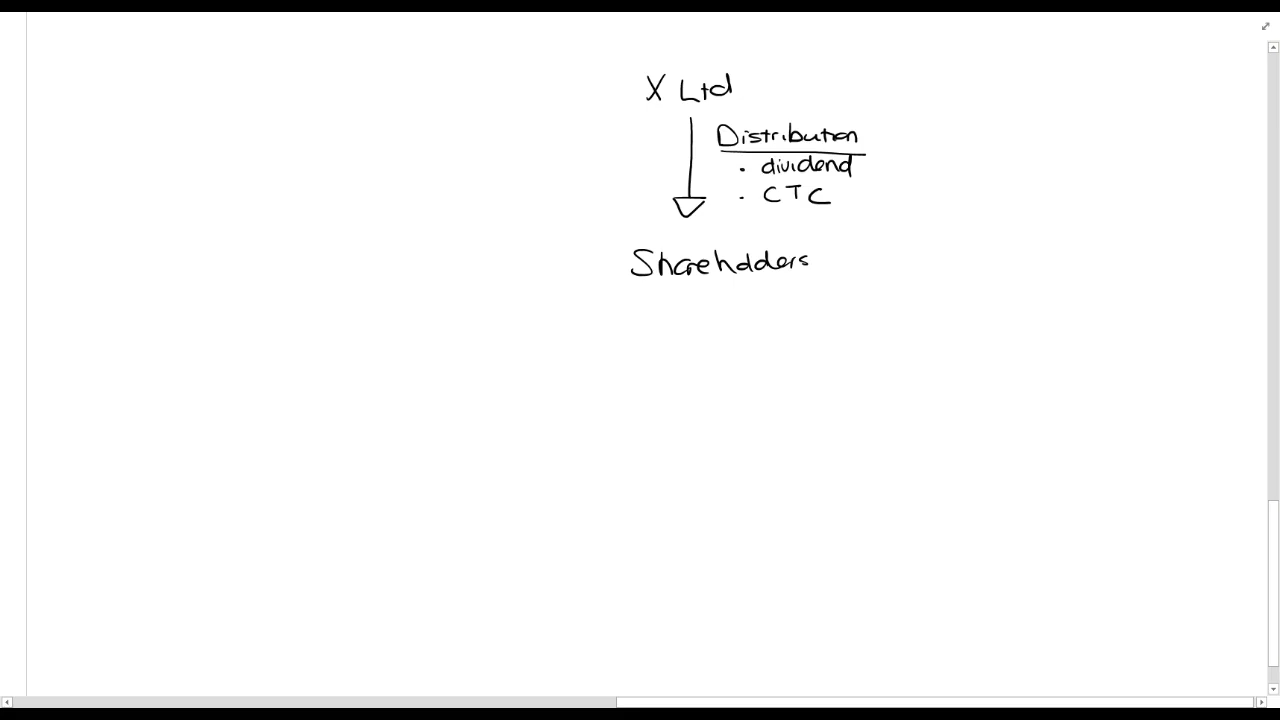 X Ltd
Distribution
. dividend
. CTC
Shareholders